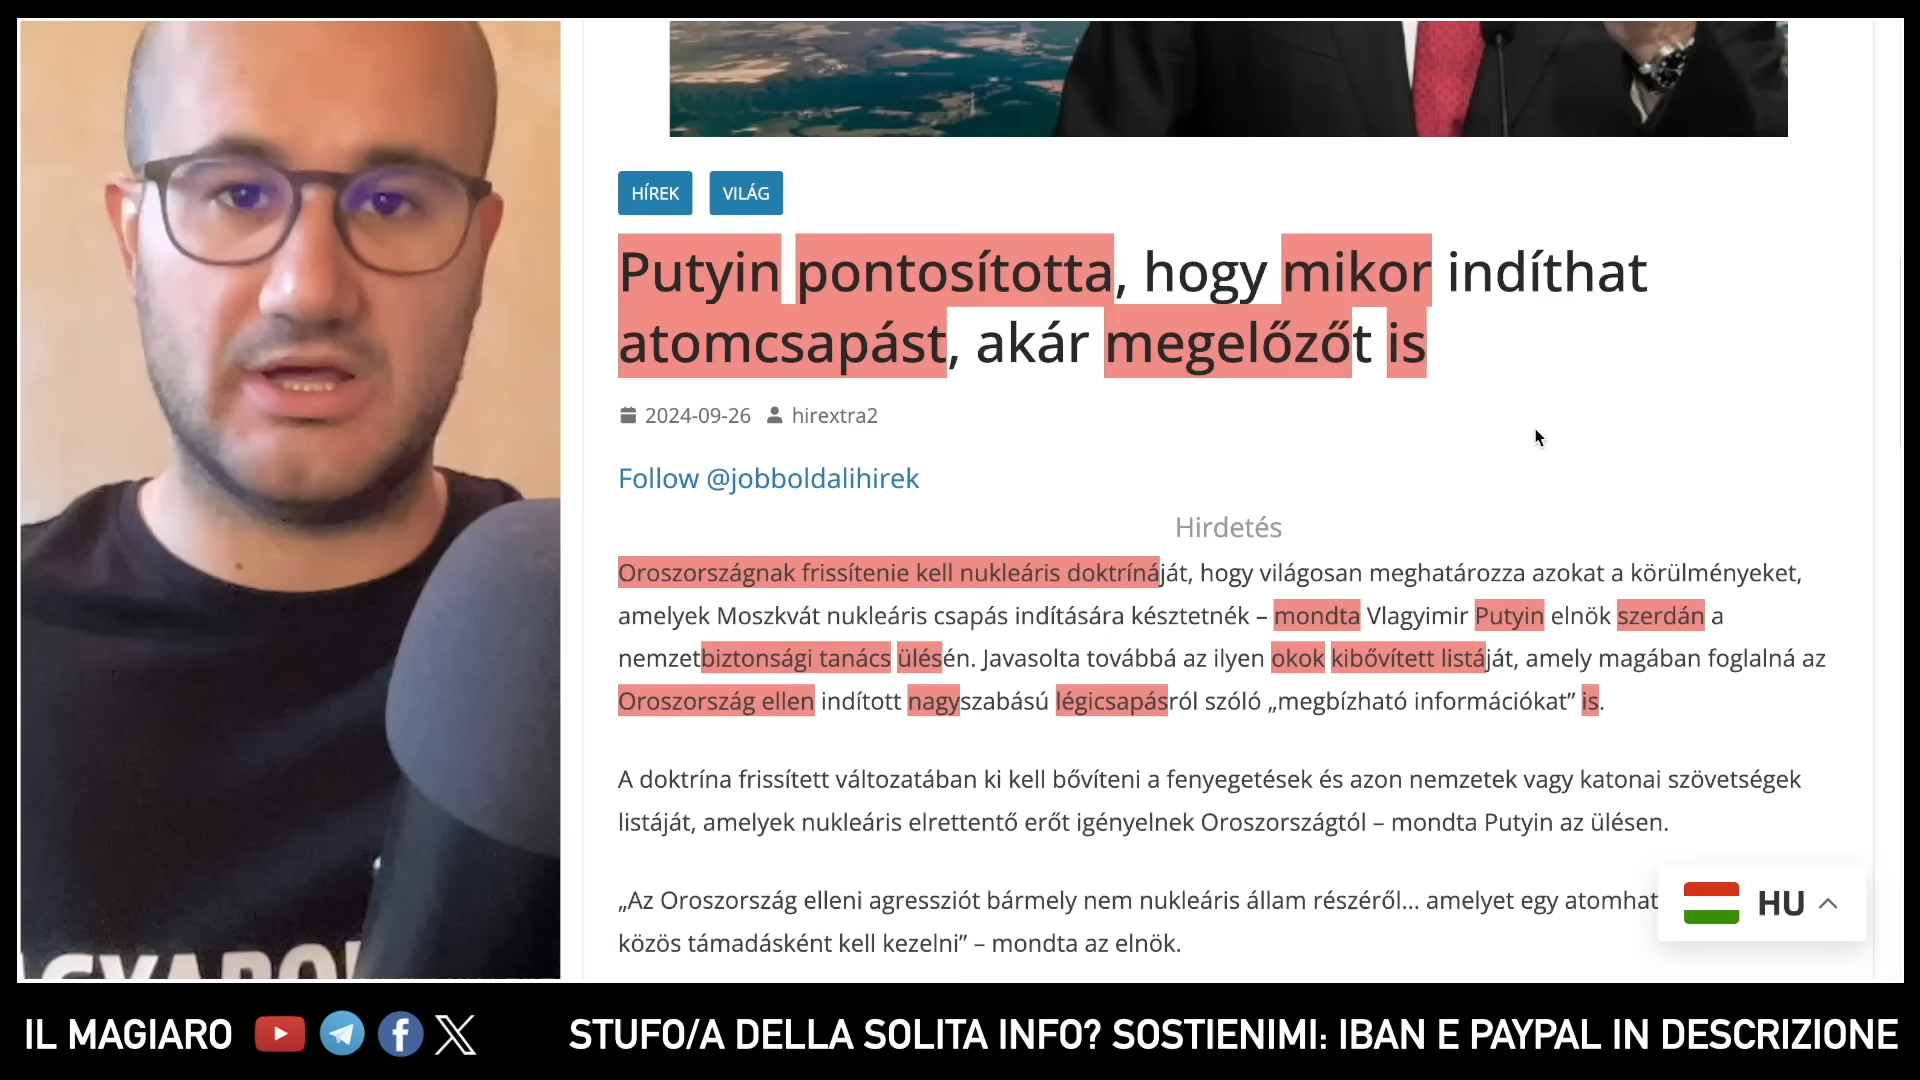 HÍREK VILÁG
Putyin pontosította, hogy mikor indíthat
atomcsapást, akár megelőzőt is
2024-09-26 hirextra2
Follow @jobboldalihirek
Hirdetés
Oroszországnak frissítenie kell nukleáris doktrínáját, hogy világosan meghatározza azokat a körülményeket,
amelyek Moszkvát nukleáris csapás indítására késztetnék – mondta Vlagyimir Putyin elnök szerdán a
nemzetbiztonsági tanács ülésén. Javasolta továbbá az ilyen okok kibővített listáját, amely magában foglalná az
Oroszország ellen indított nagyszabású légicsapásról szóló „megbízható információkat” is.
A doktrína frissített változatában ki kell bővíteni a fenyegetések és azon nemzetek vagy katonai szövetségek
listáját, amelyek nukleáris elrettentő erőt igényelnek Oroszországtól – mondta Putyin az ülésen.
„Az Oroszország elleni agressziót bármely nem nukleáris állam részéről... amelyet egy atomhat
közös támadásként kell kezelni” – mondta az elnök.
HU
IL MAGIARO
STUFO/A DELLA SOLITA INFO? SOSTIENIMI: IBAN E PAYPAL IN DESCRIZIONE